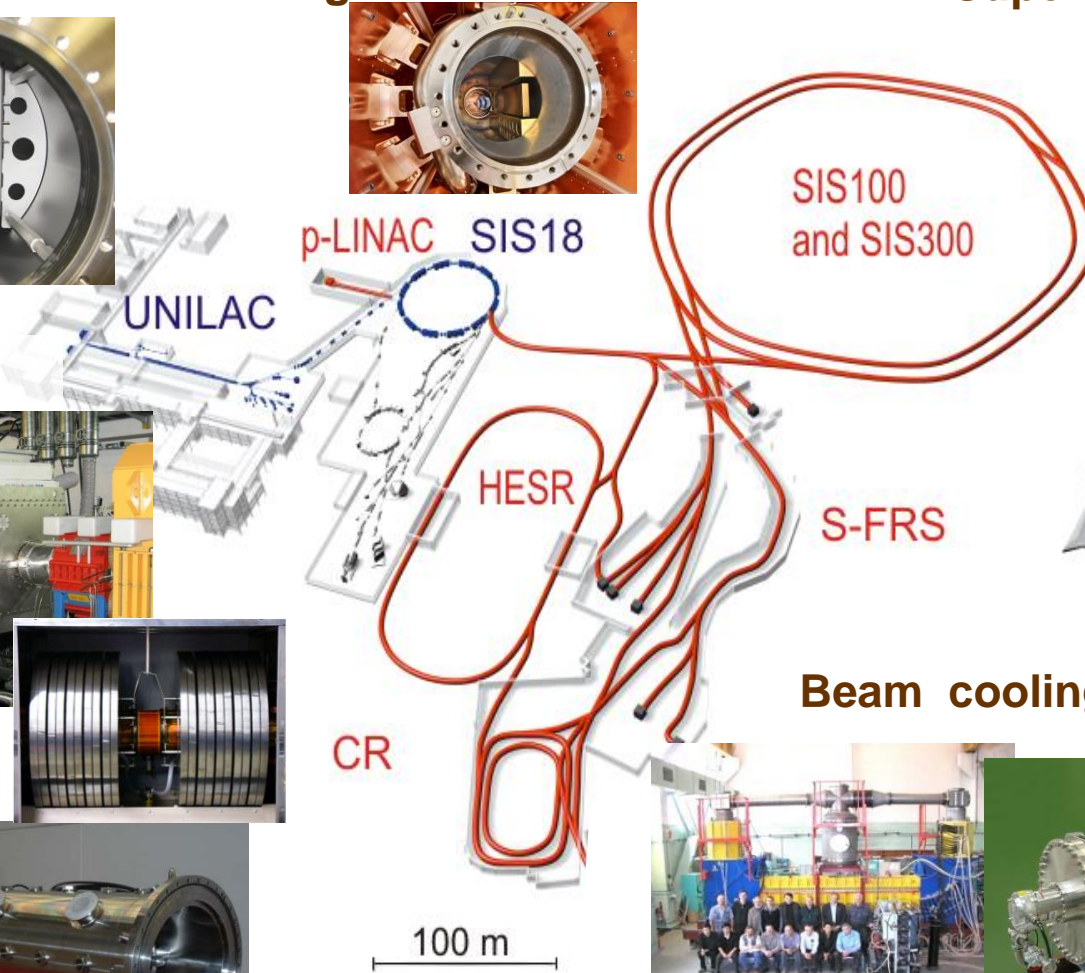 SIS100
and SIS300
p-LINAC SIS18
UNILAC
HESR
S-FRS
Beam cooling
CR
100 m